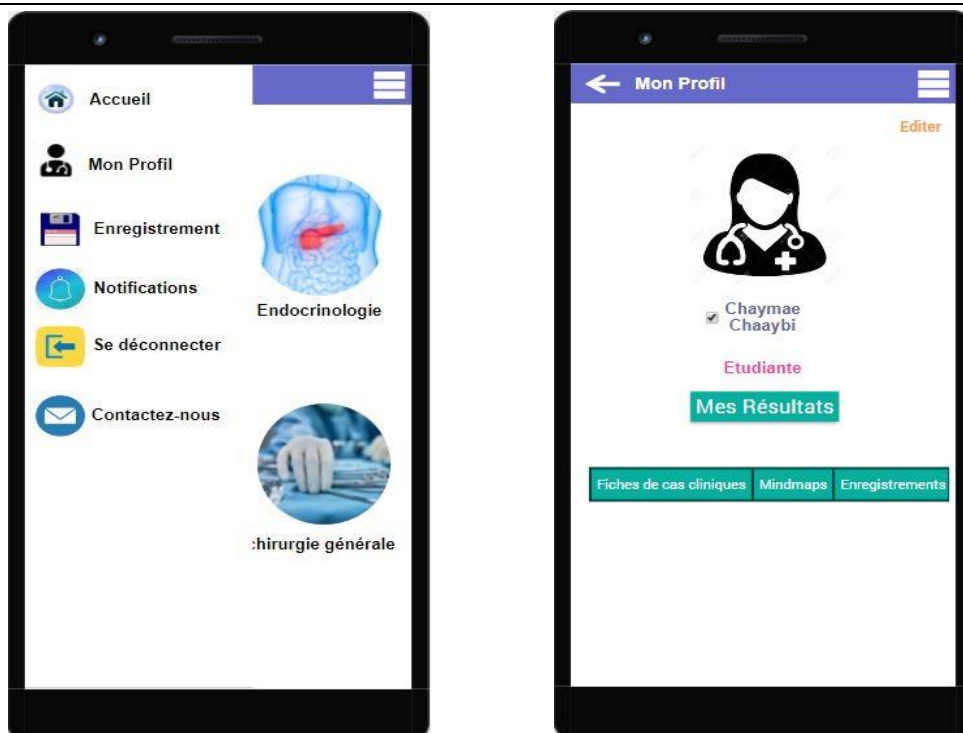 Accueil
Mon Profil
Enregistrement
Notifications
Se déconnecter
Contactez-nous
Endocrinologie
hirurgie générale
Mon Profil
Editer
Chaymae
Chaaybi
Etudiante
Mes Résultats
Fiches de cas cliniques Mindmaps Enregistrements